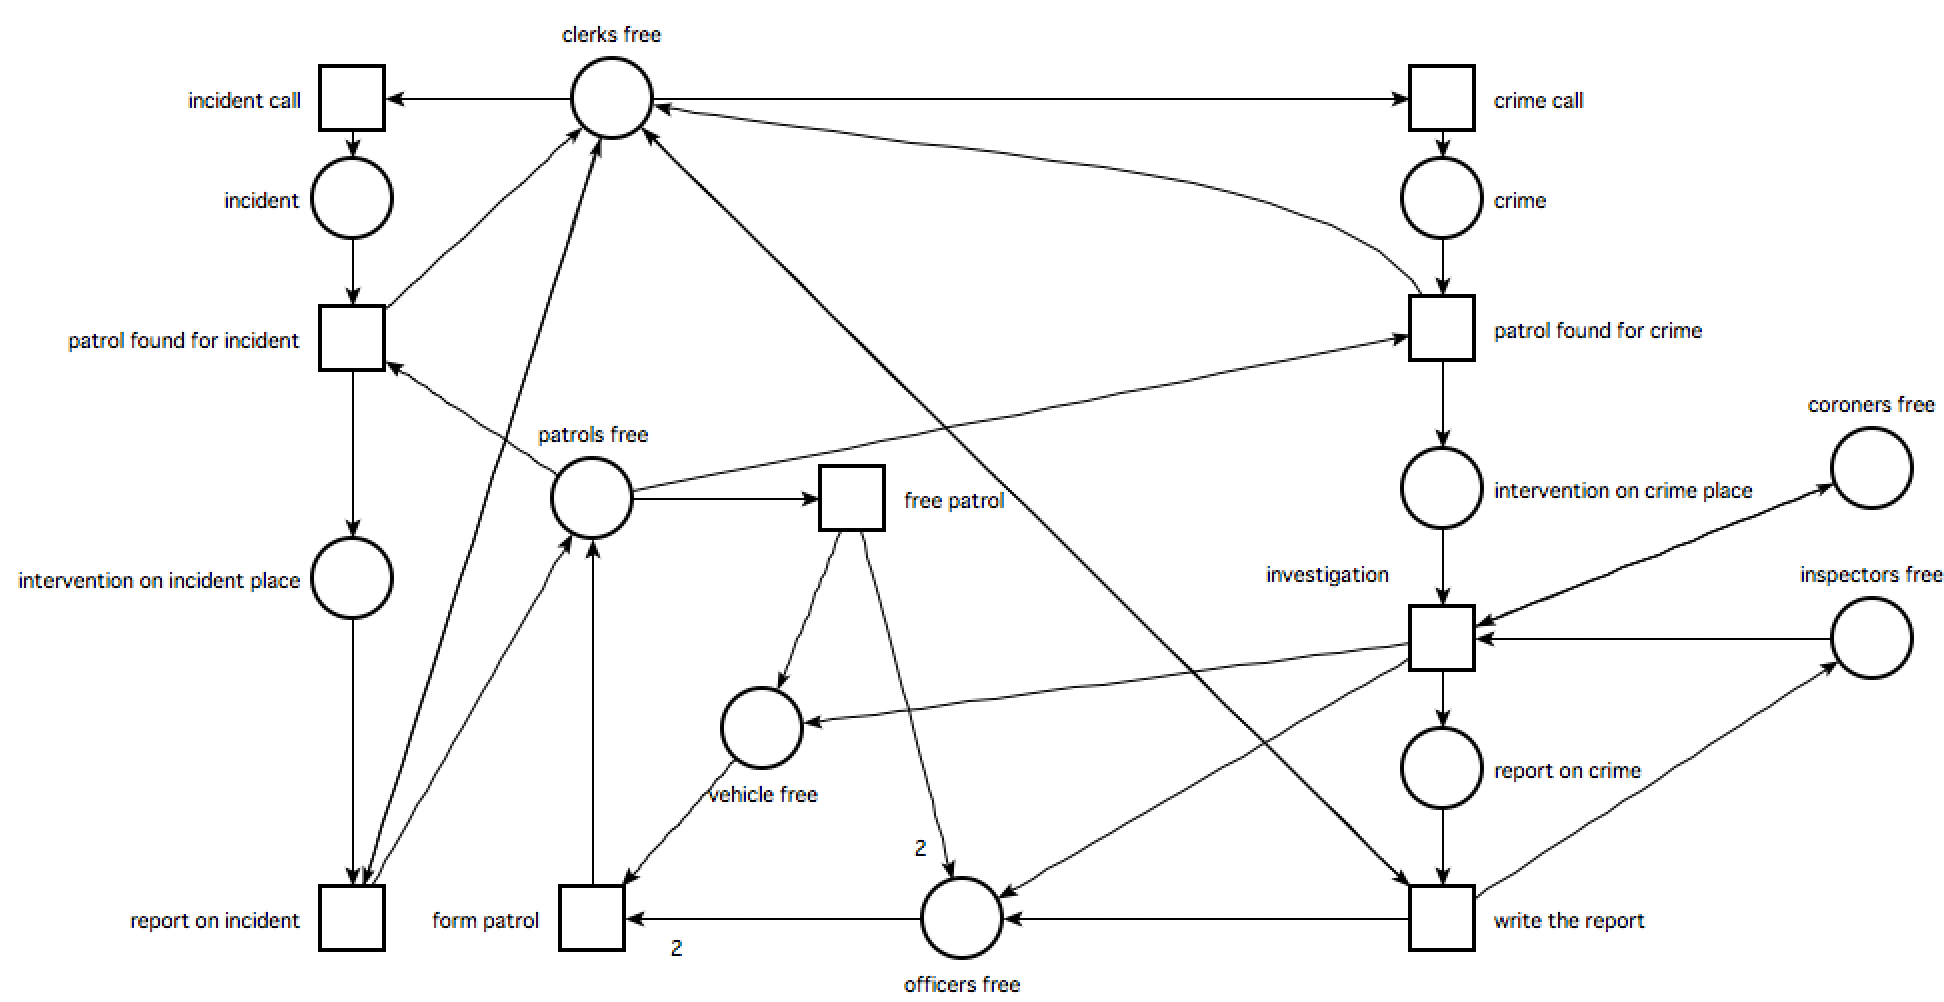 clerks free
incident call
crime call
incident
crime
patrol found for incident
patrol found for crime
coroners free
patrols free
free patrol
intervention on crime place
intervention on incident place
investigation
inspectors free
vehicle free
report on crime
2
report on incident
form patrol
write the report
2
officers free